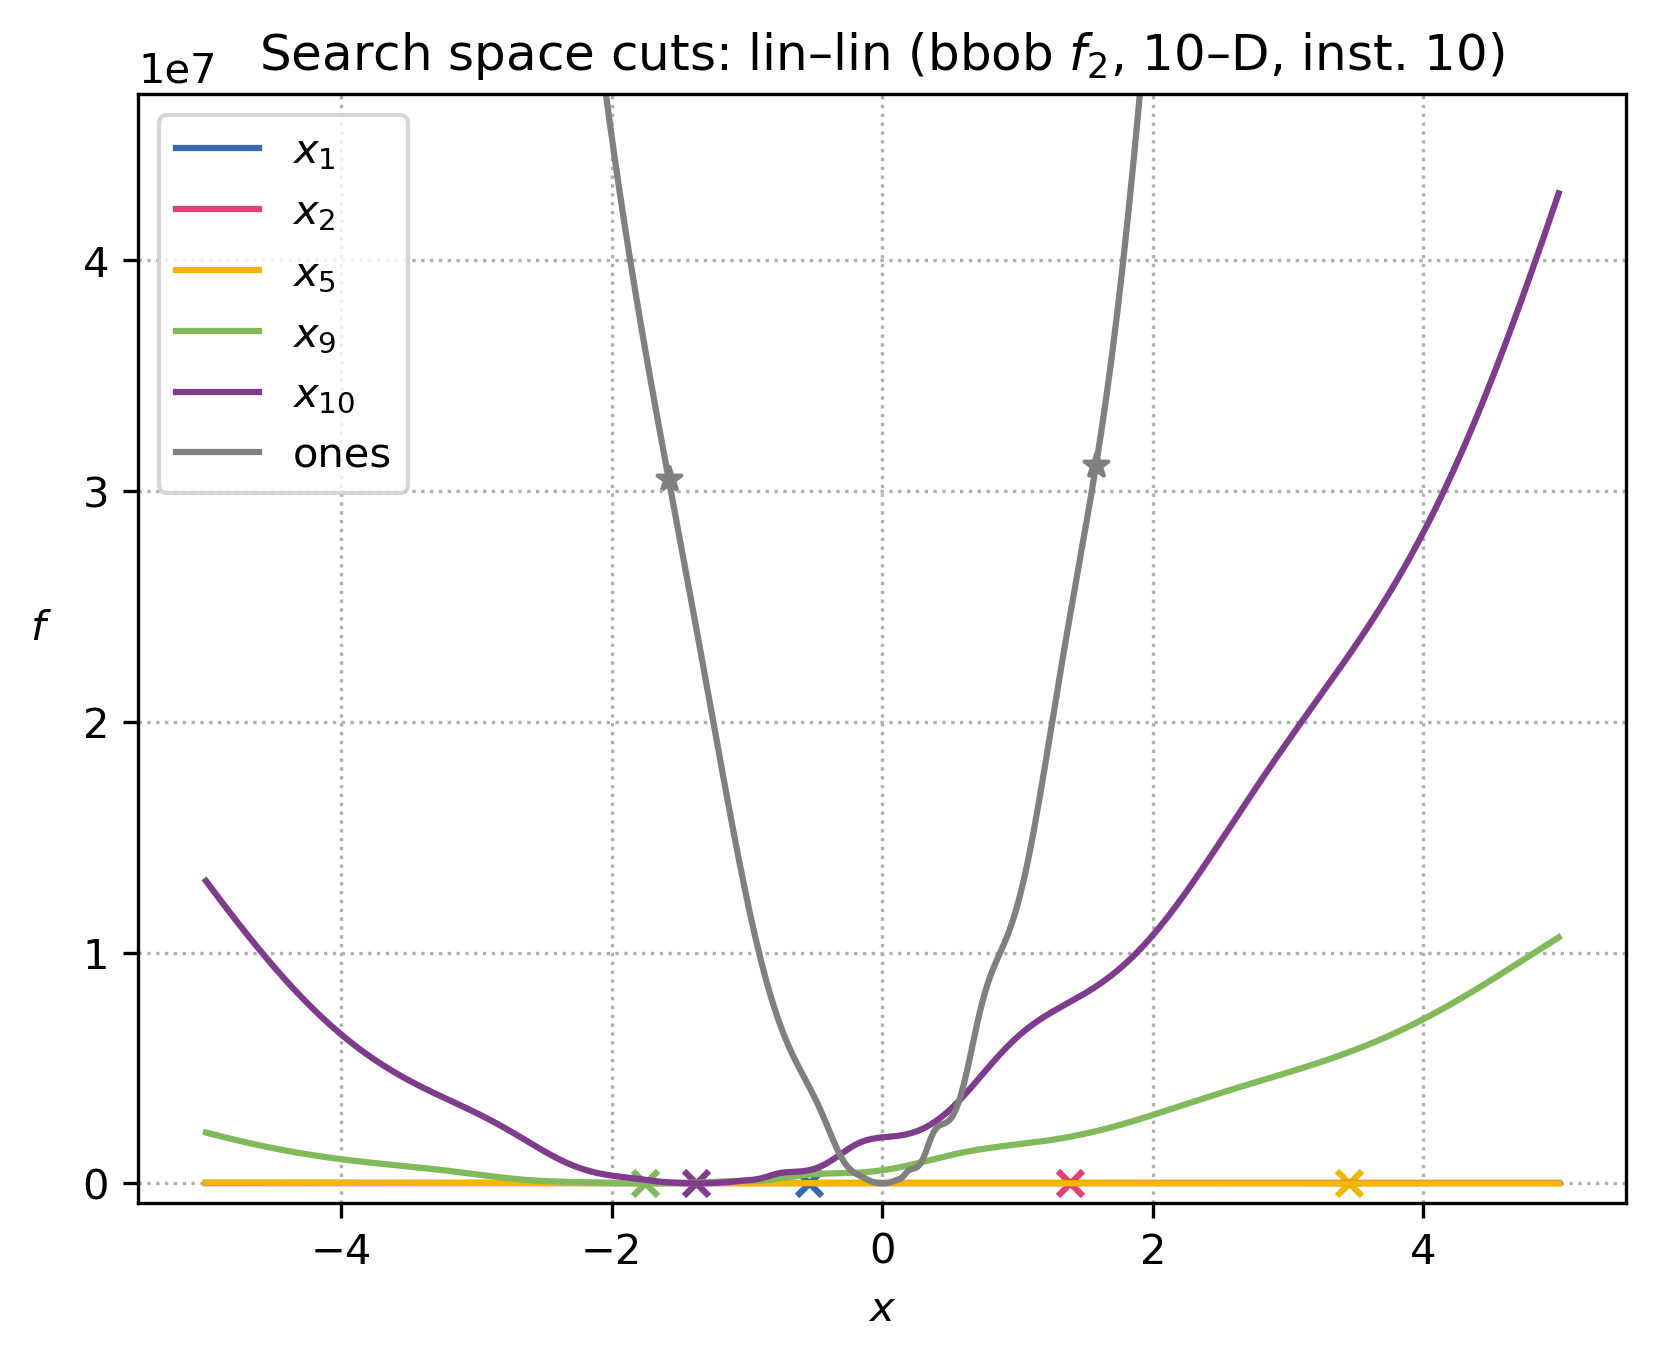 Search space cuts: lin–lin (bbob f₂, 10–D, inst. 10)
1e7
x₁
x₂
x₅
x₉
x₁₀
ones
f
4
3
2
1
0
−4
−2
0
2
4
x